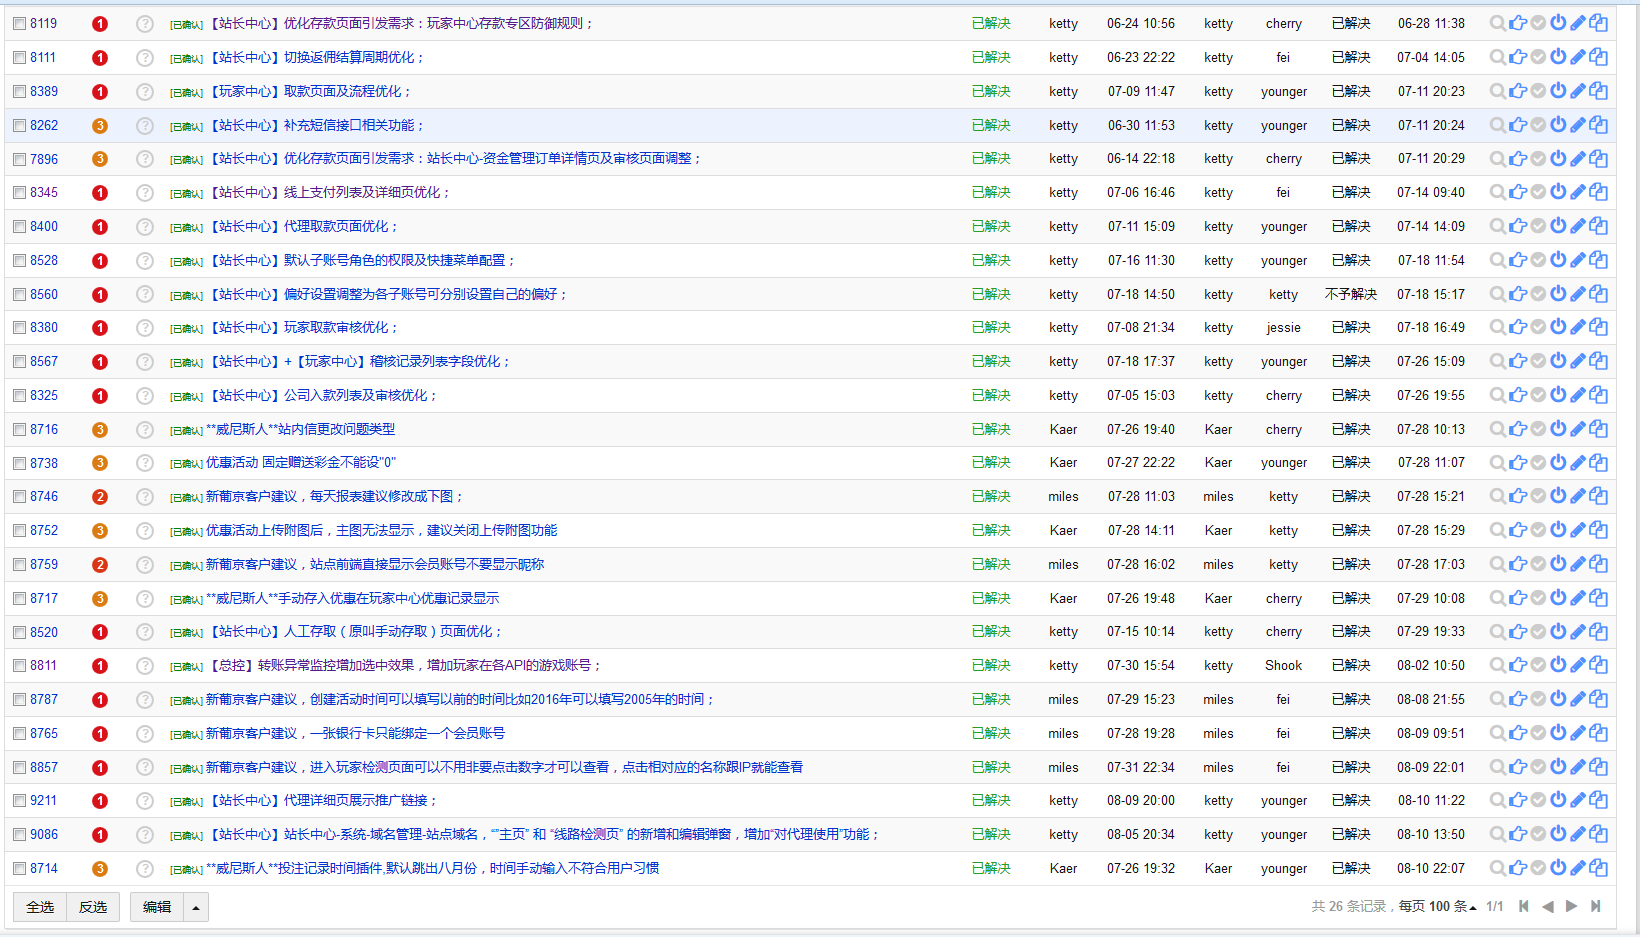 8119 1 ? [已确认] 【站长中心】优化存款页面引发需求：玩家中心存款专区防御规则； 已解决 ketty 06-24 10:56 ketty cherry 已解决 06-28 11:38
8111 1 ? [已确认] 【站长中心】切换返佣结算周期优化； 已解决 ketty 06-23 22:22 ketty fei 已解决 07-04 14:05
8389 1 ? [已确认] 【玩家中心】取款页面及流程优化； 已解决 ketty 07-09 11:47 ketty younger 已解决 07-11 20:23
8262 3 ? [已确认] 【站长中心】补充短信接口相关功能； 已解决 ketty 06-30 11:53 ketty younger 已解决 07-11 20:24
7896 3 ? [已确认] 【站长中心】优化存款页面引发需求：站长中心-资金管理订单详情页及审核页面调整； 已解决 ketty 06-14 22:18 ketty cherry 已解决 07-11 20:29
8345 1 ? [已确认] 【站长中心】线上支付列表及详细页优化； 已解决 ketty 07-06 16:46 ketty fei 已解决 07-14 09:40
8400 1 ? [已确认] 【站长中心】代理取款页面优化； 已解决 ketty 07-11 15:09 ketty younger 已解决 07-14 14:09
8528 1 ? [已确认] 【站长中心】默认子账号角色的权限及快捷菜单配置； 已解决 ketty 07-16 11:30 ketty younger 已解决 07-18 11:54
8560 1 ? [已确认] 【站长中心】偏好设置调整为各子账号可分别设置自己的偏好； 已解决 ketty 07-18 14:50 ketty ketty 不予解决 07-18 15:17
8380 1 ? [已确认] 【站长中心】玩家取款审核优化； 已解决 ketty 07-08 21:34 ketty jessie 已解决 07-18 16:49
8567 1 ? [已确认] 【站长中心】+【玩家中心】稽核记录列表字段优化； 已解决 ketty 07-18 17:37 ketty younger 已解决 07-26 15:09
8325 1 ? [已确认] 【站长中心】公司入款列表及审核优化； 已解决 ketty 07-05 15:03 ketty cherry 已解决 07-26 19:55
8716 3 ? [已确认] **威尼斯人**站内信更改问题类型 已解决 Kaer 07-26 19:40 Kaer cherry 已解决 07-28 10:13
8738 3 ? [已确认] 优惠活动 固定赠送彩金不能设"0" 已解决 Kaer 07-27 22:22 Kaer younger 已解决 07-28 11:07
8746 2 ? [已确认] 新葡京客户建议，每天报表建议修改成下图； 已解决 miles 07-28 11:03 miles ketty 已解决 07-28 15:21
8752 3 ? [已确认] 优惠活动上传附图后，主图无法显示，建议关闭上传附图功能 已解决 Kaer 07-28 14:11 Kaer ketty 已解决 07-28 15:29
8759 2 ? [已确认] 新葡京客户建议，站点前端直接显示会员账号不要显示昵称 已解决 miles 07-28 16:02 miles ketty 已解决 07-28 17:03
8717 3 ? [已确认] **威尼斯人**手动存入优惠在玩家中心优惠记录显示 已解决 Kaer 07-26 19:48 Kaer cherry 已解决 07-29 10:08
8520 1 ? [已确认] 【站长中心】人工存取（原叫手动存取）页面优化； 已解决 ketty 07-15 10:14 ketty cherry 已解决 07-29 19:33
8811 1 ? [已确认] 【总控】转账异常监控增加选中效果，增加玩家在各API的游戏账号； 已解决 ketty 07-30 15:54 ketty Shook 已解决 08-02 10:50
8787 1 ? [已确认] 新葡京客户建议，创建活动时间可以填写以前的时间比如2016年可以填写2005年的时间； 已解决 miles 07-29 15:23 miles fei 已解决 08-08 21:55
8765 1 ? [已确认] 新葡京客户建议，一张银行卡只能绑定一个会员账号 已解决 miles 07-28 19:28 miles fei 已解决 08-09 09:51
8857 1 ? [已确认] 新葡京客户建议，进入玩家检测页面可以不用非要点击数字才可以查看，点击相对应的名称跟IP就能查看 已解决 miles 07-31 22:34 miles fei 已解决 08-09 22:01
9211 1 ? [已确认] 【站长中心】代理详细页展示推广链接； 已解决 ketty 08-09 20:00 ketty younger 已解决 08-10 11:22
9086 1 ? [已确认] 【站长中心】站长中心-系统-域名管理-站点域名，“”主页” 和 “线路检测页” 的新增和编辑弹窗，增加“对代理使用”功能； 已解决 ketty 08-05 20:34 ketty younger 已解决 08-10 13:50
8714 3 ? [已确认] **威尼斯人**投注记录时间插件,默认跳出八月份，时间手动输入不符合用户习惯 已解决 Kaer 07-26 19:32 Kaer younger 已解决 08-10 22:07
全选 反选 编辑 共 26 条记录，每页 100 条 1/1